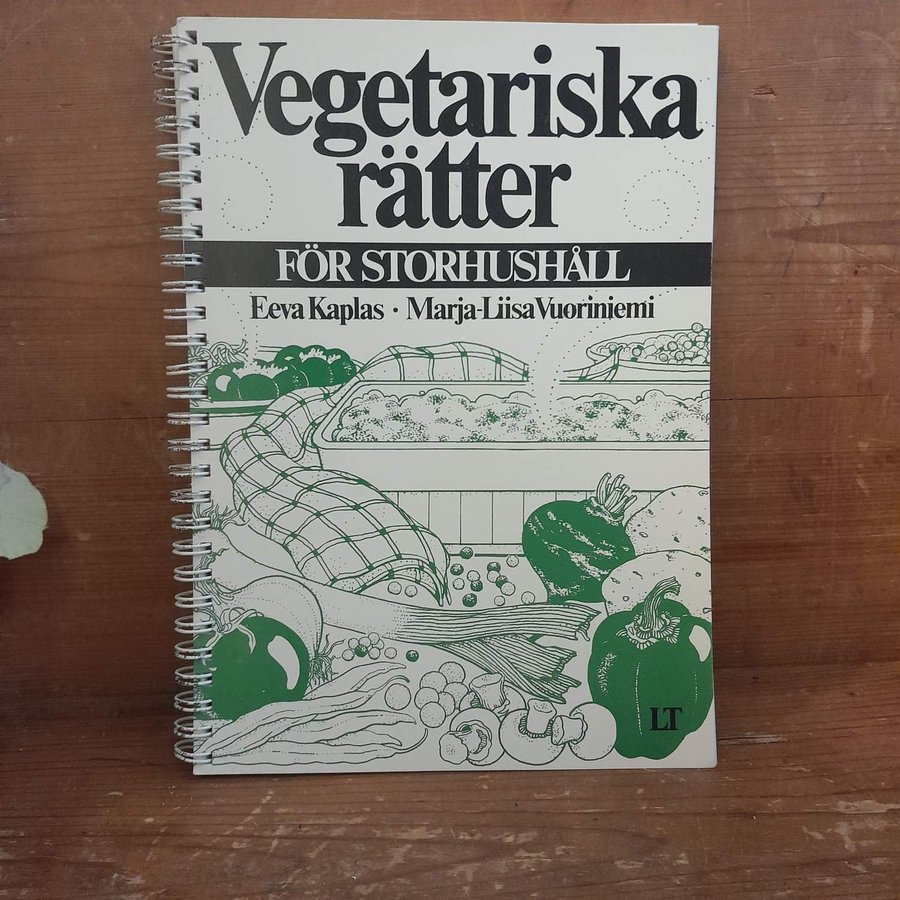 Vegetariska
rätter
FÖR STORHUSHÅLL
Eeva Kaplas · Marja-Liisa Vuoriniemi
LT